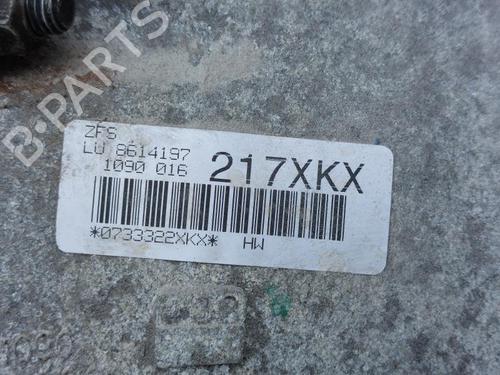 B-PARTS
ZFS
LU 8614197
1090 016
217XKX
*0733322XKX*
HW